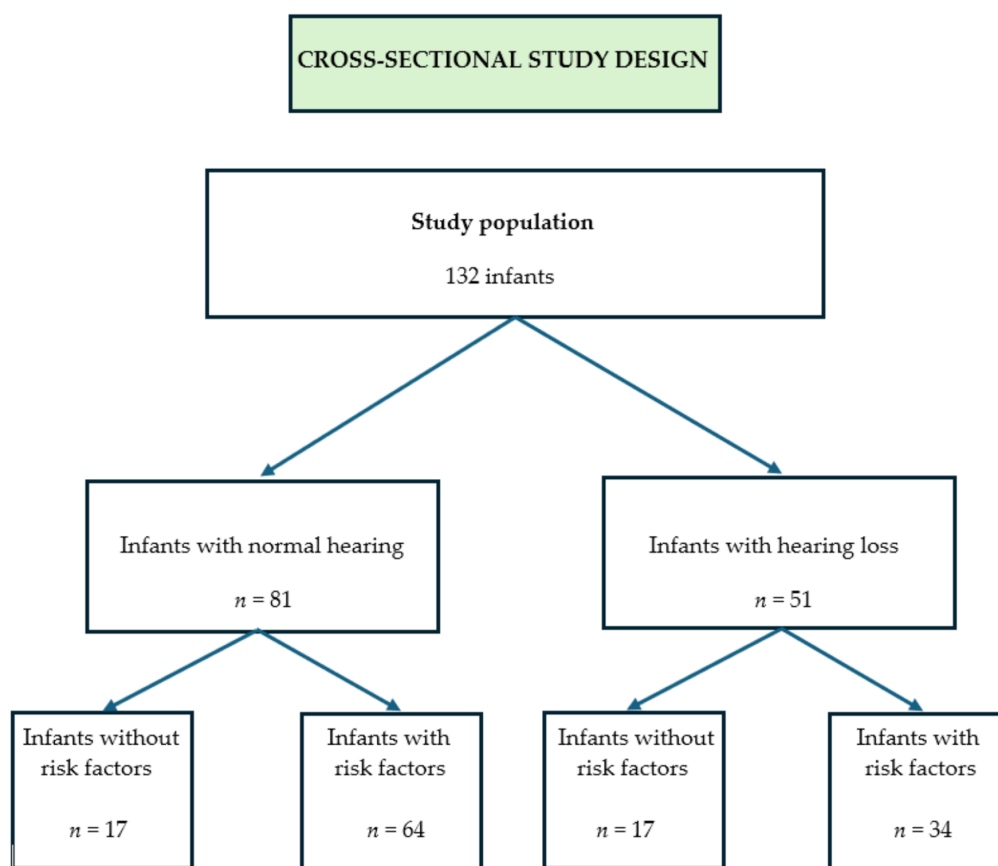 CROSS-SECTIONAL STUDY DESIGN
Study population
132 infants
Infants with normal hearing
n = 81
Infants with hearing loss
n = 51
Infants without
risk factors
n = 17
Infants with
risk factors
n = 64
Infants without
risk factors
n = 17
Infants with
risk factors
n = 34